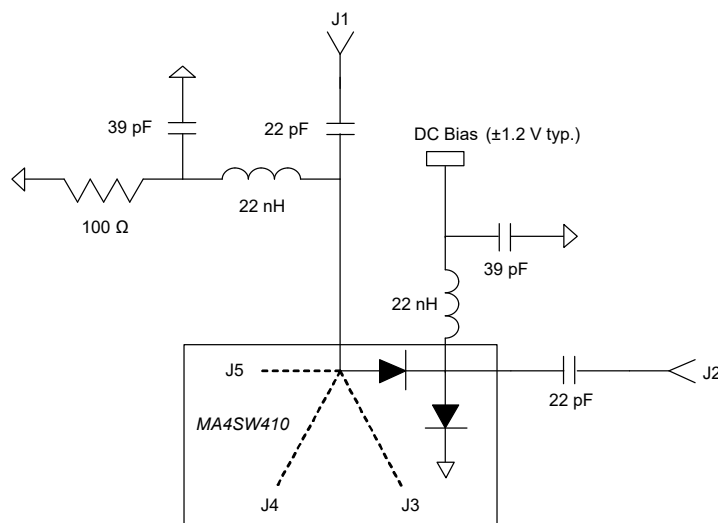 J1
39 pF
22 pF
DC Bias (±1.2 V typ.)
100 Ω
22 nH
39 pF
22 nH
J5
J2
22 pF
MA4SW410
J4
J3